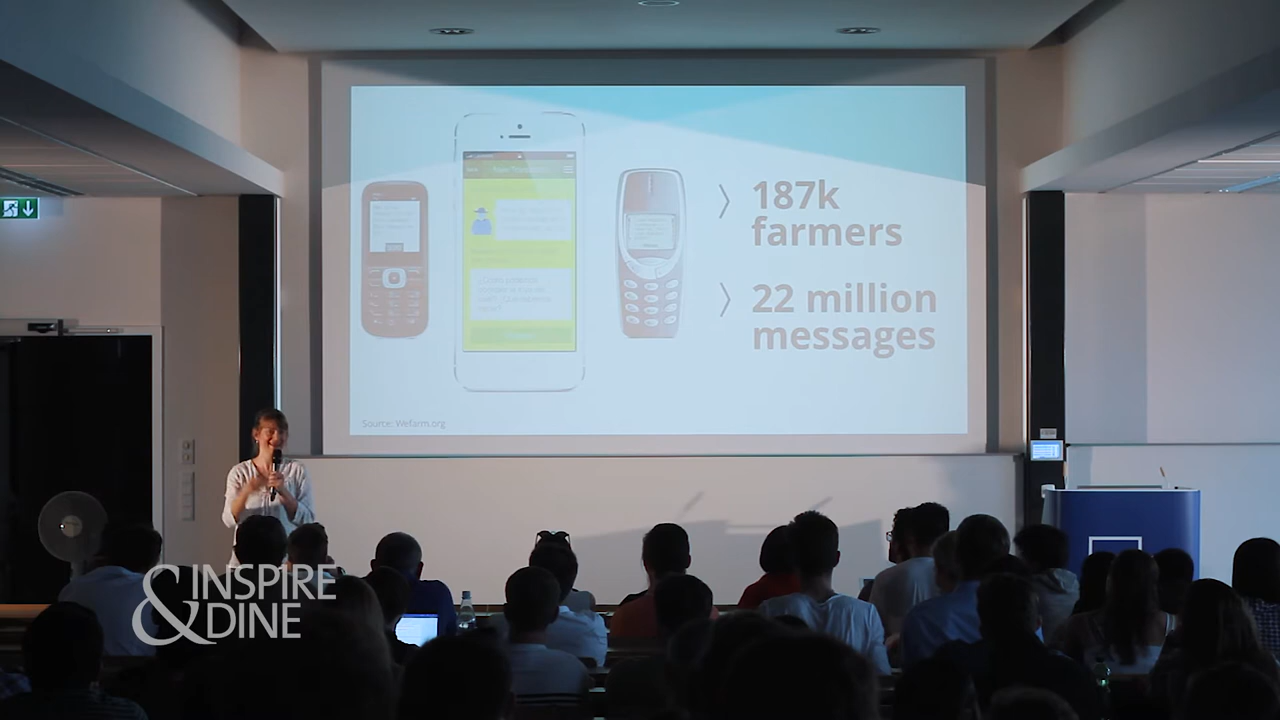 187k
farmers
22 million
messages
Source: Wefarm.org
& INSPIRE
DINE